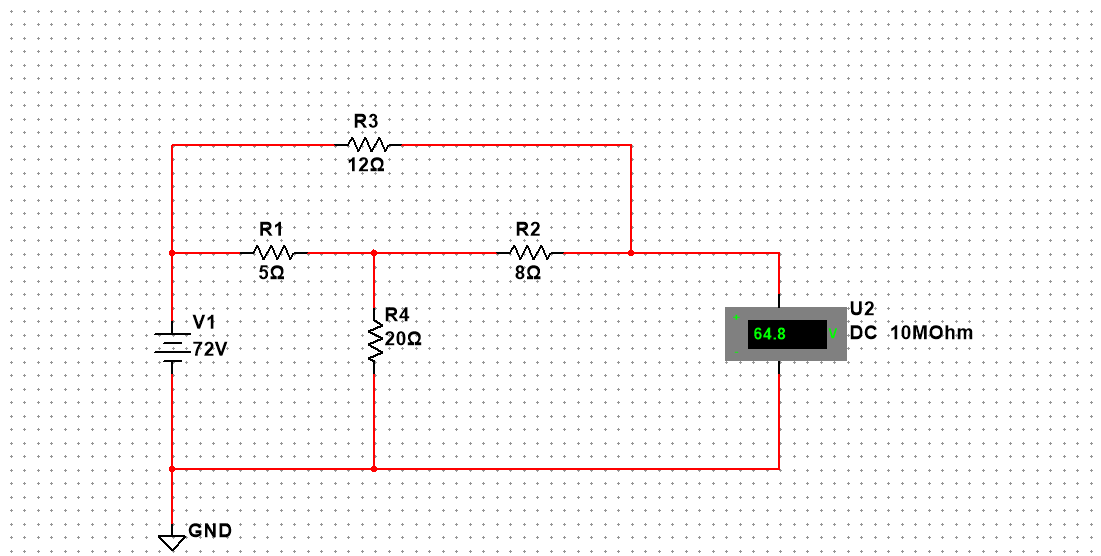 R3
12Ω
R1
5Ω
R2
8Ω
V1
72V
R4
20Ω
U2
+
64.8 V
-
DC 10MOhm
GND